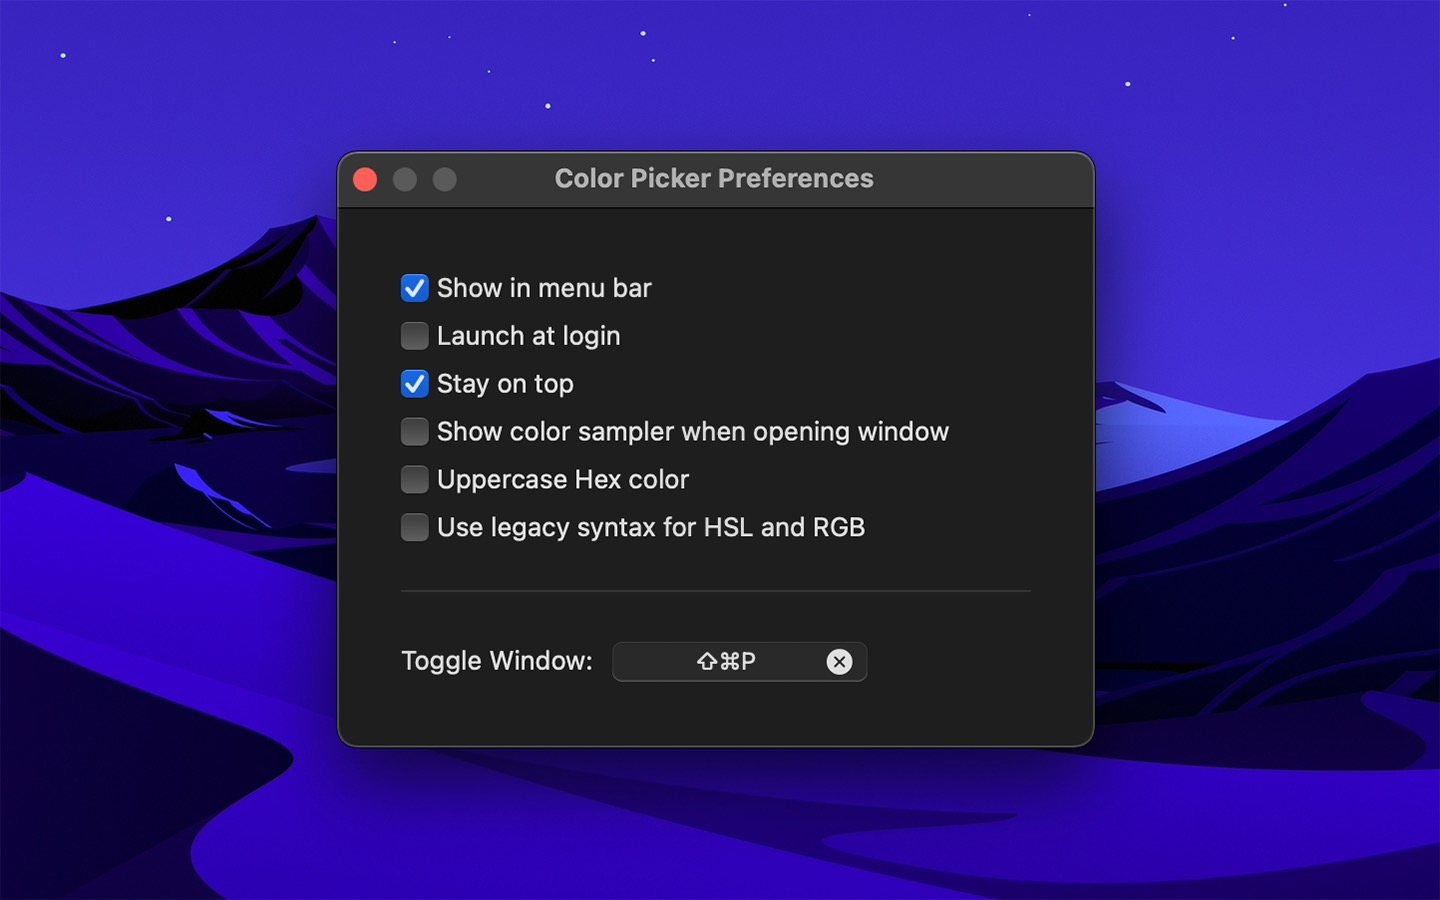 Color Picker Preferences
Show in menu bar
Launch at login
Stay on top
Show color sampler when opening window
Uppercase Hex color
Use legacy syntax for HSL and RGB
Toggle Window: ⇧⌘P